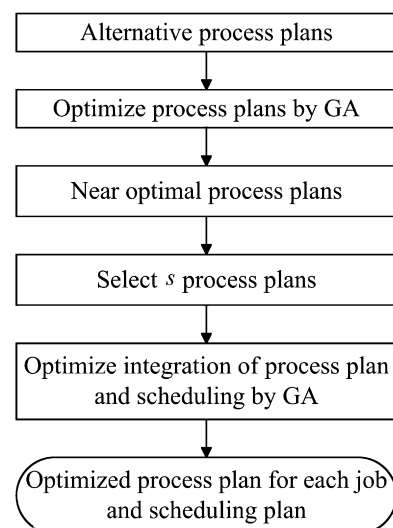 Alternative process plans
Optimize process plans by GA
Near optimal process plans
Select s process plans
Optimize integration of process plan
and scheduling by GA
Optimized process plan for each job
and scheduling plan